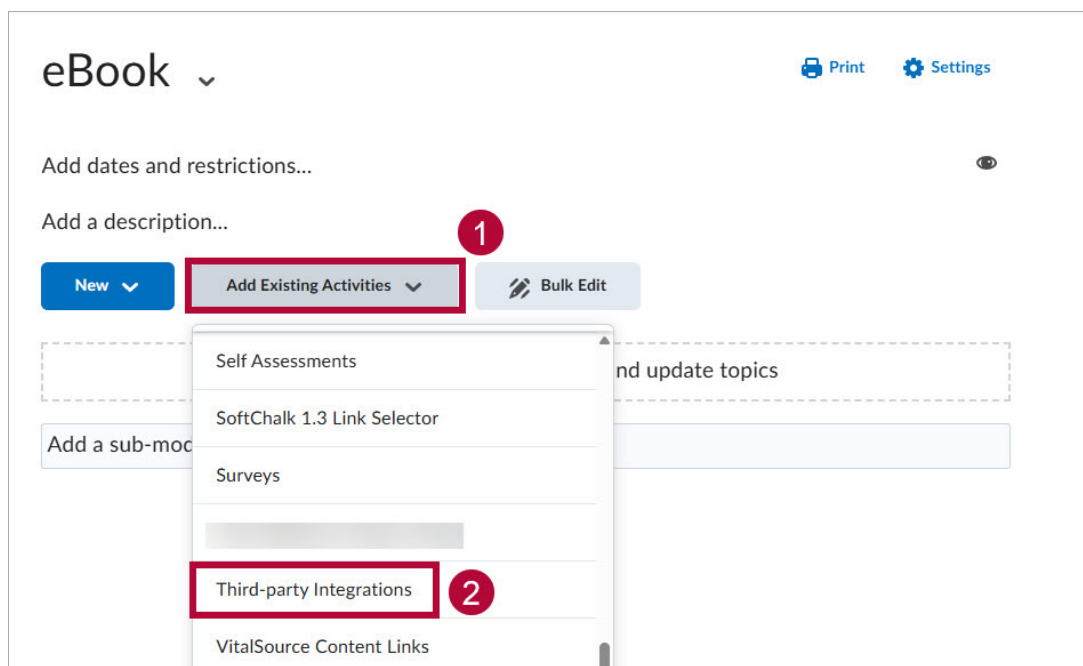 eBook
Print
Settings
Add dates and restrictions...
Add a description...
1
New
Add Existing Activities
Bulk Edit
Self Assessments
nd update topics
SoftChalk 1.3 Link Selector
Add a sub-mod
Surveys
Third-party Integrations
2
VitalSource Content Links